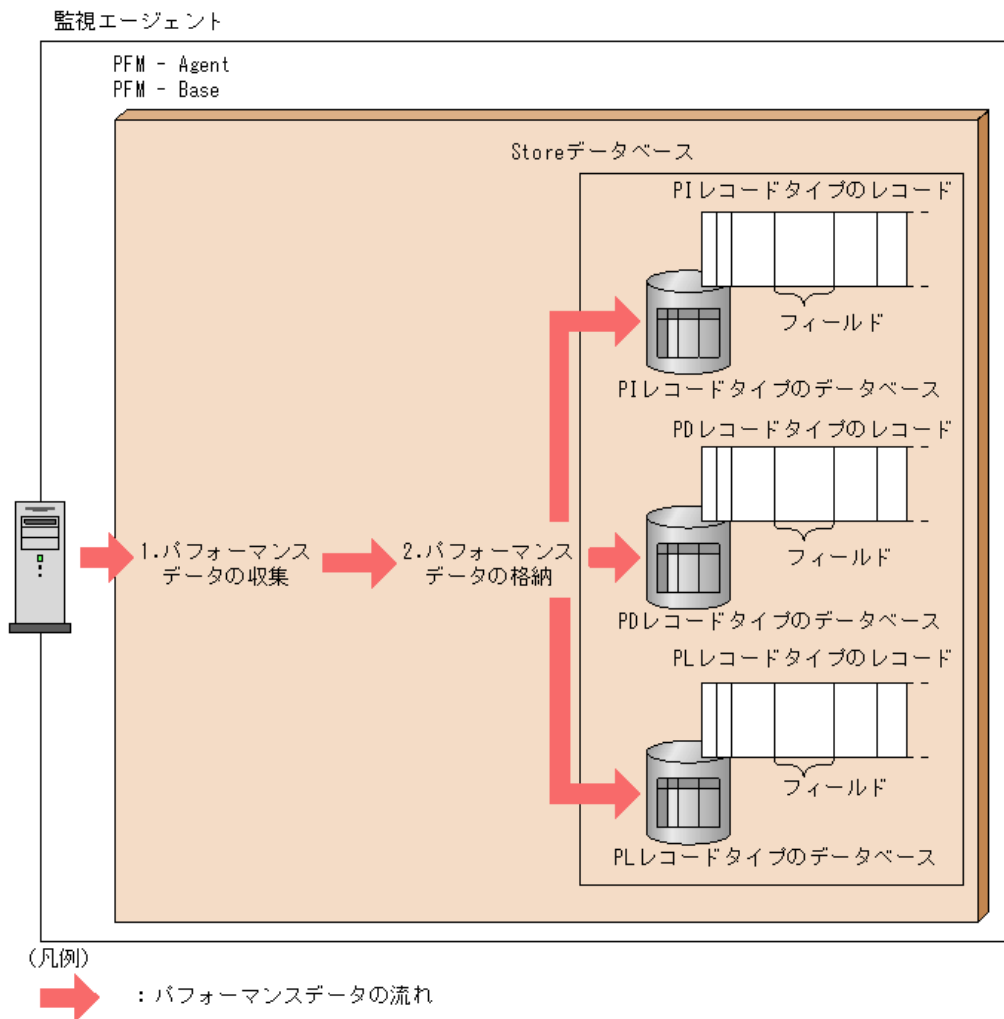 監視エージェント
PFM - Agent
PFM - Base
Storeデータベース
PIレコードタイプのレコード
フィールド
PIレコードタイプのデータベース
PDレコードタイプのレコード
フィールド
PDレコードタイプのデータベース
1.パフォーマンス
データの収集
2.パフォーマンス
データの格納
PLレコードタイプのレコード
フィールド
PLレコードタイプのデータベース
(凡例)
：パフォーマンスデータの流れ